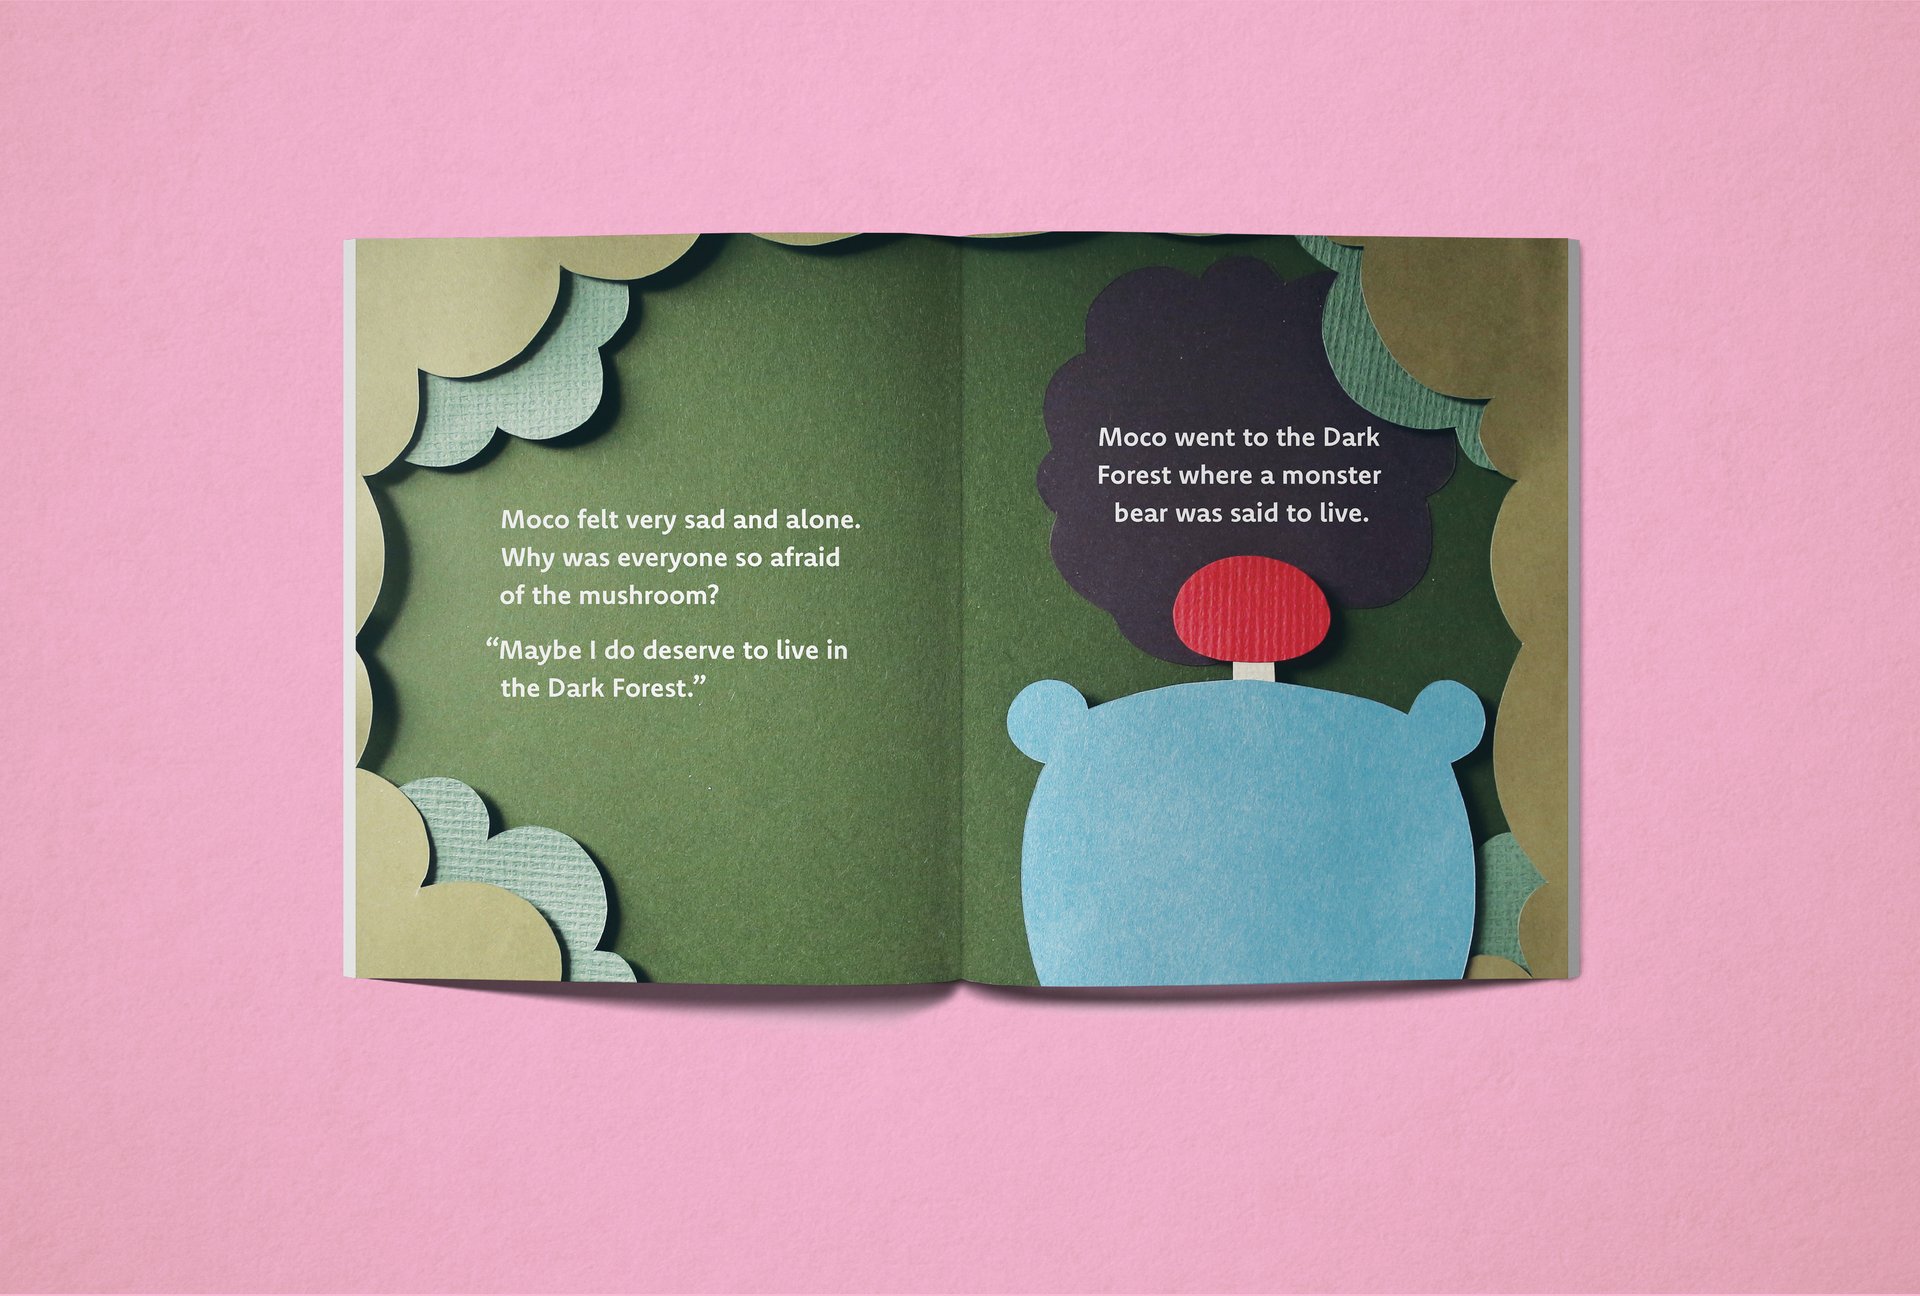 Moco felt very sad and alone.
Why was everyone so afraid
of the mushroom?
“Maybe I do deserve to live in
the Dark Forest.”
Moco went to the Dark
Forest where a monster
bear was said to live.